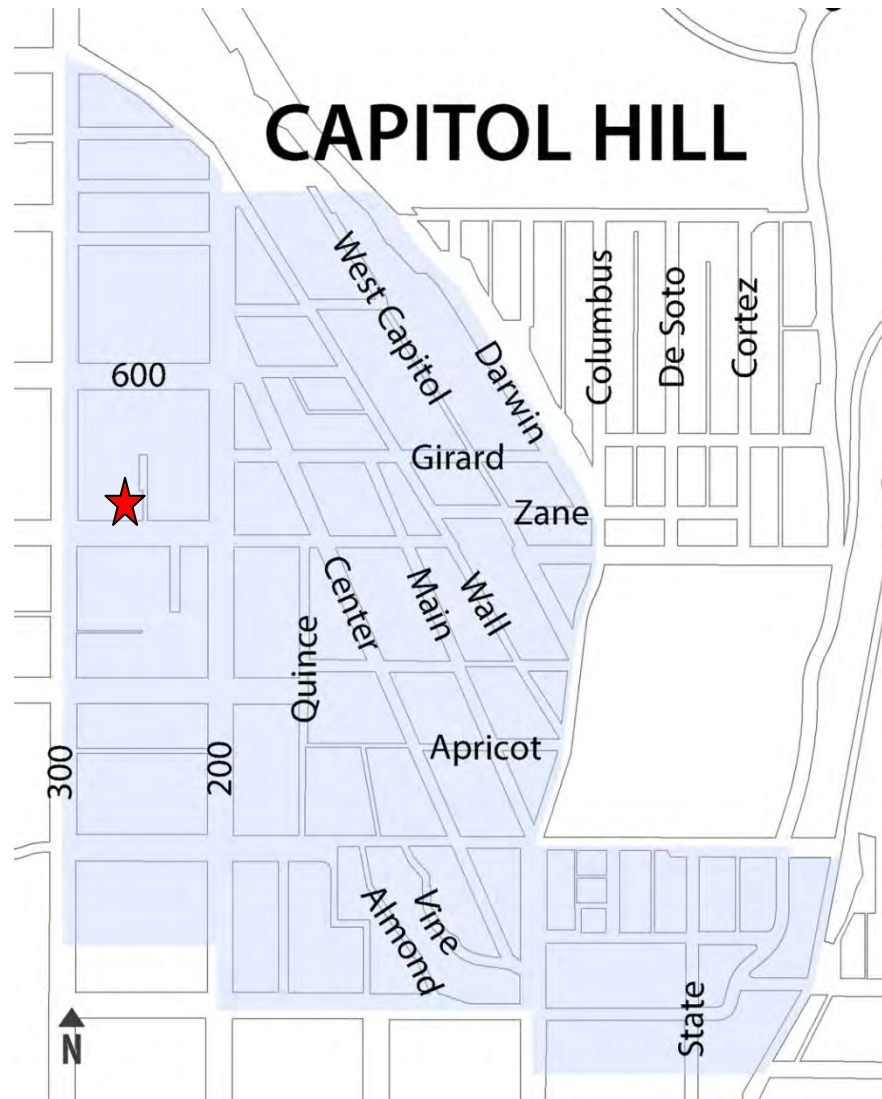 CAPITOL HILL
West Capitol
Columbus
De Soto
Cortez
Darwin
600
Girard
Zane
Center
Main
Wall
Quince
Apricot
300
200
Almond
Vine
State
N